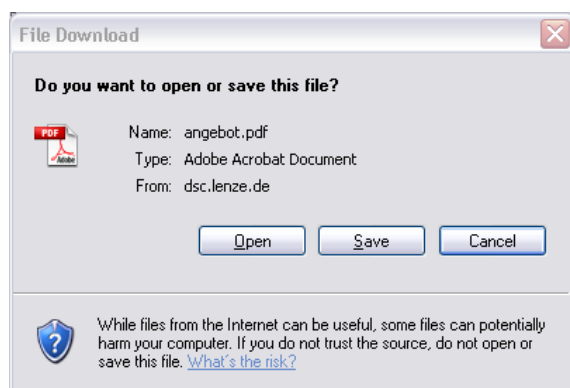 File Download
Do you want to open or save this file?
PDF
Adobe
Name: angebot.pdf
Type: Adobe Acrobat Document
From: dsc.lenze.de
Open Save Cancel
While files from the Internet can be useful, some files can potentially
harm your computer. If you do not trust the source, do not open or
save this file. What's the risk?